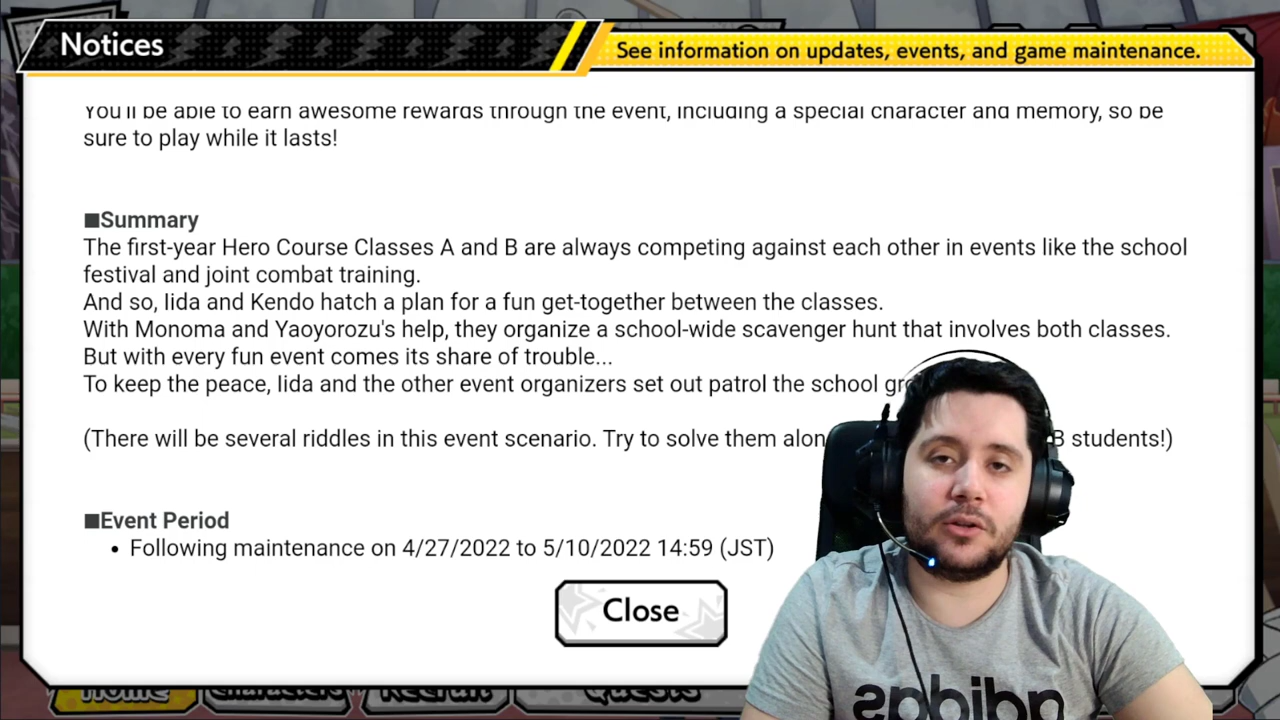 Notices
See information on updates, events, and game maintenance.
You'll be able to earn awesome rewards through the event, including a special character and memory, so be
sure to play while it lasts!
■Summary
The first-year Hero Course Classes A and B are always competing against each other in events like the school
festival and joint combat training.
And so, Iida and Kendo hatch a plan for a fun get-together between the classes.
With Monoma and Yaoyorozu's help, they organize a school-wide scavenger hunt that involves both classes.
But with every fun event comes its share of trouble...
To keep the peace, Iida and the other event organizers set out patrol the school
(There will be several riddles in this event scenario. Try to solve them B students!)
■Event Period
• Following maintenance on 4/27/2022 to 5/10/2022 14:59 (JST)
Close
Home Characters Recruit Quests